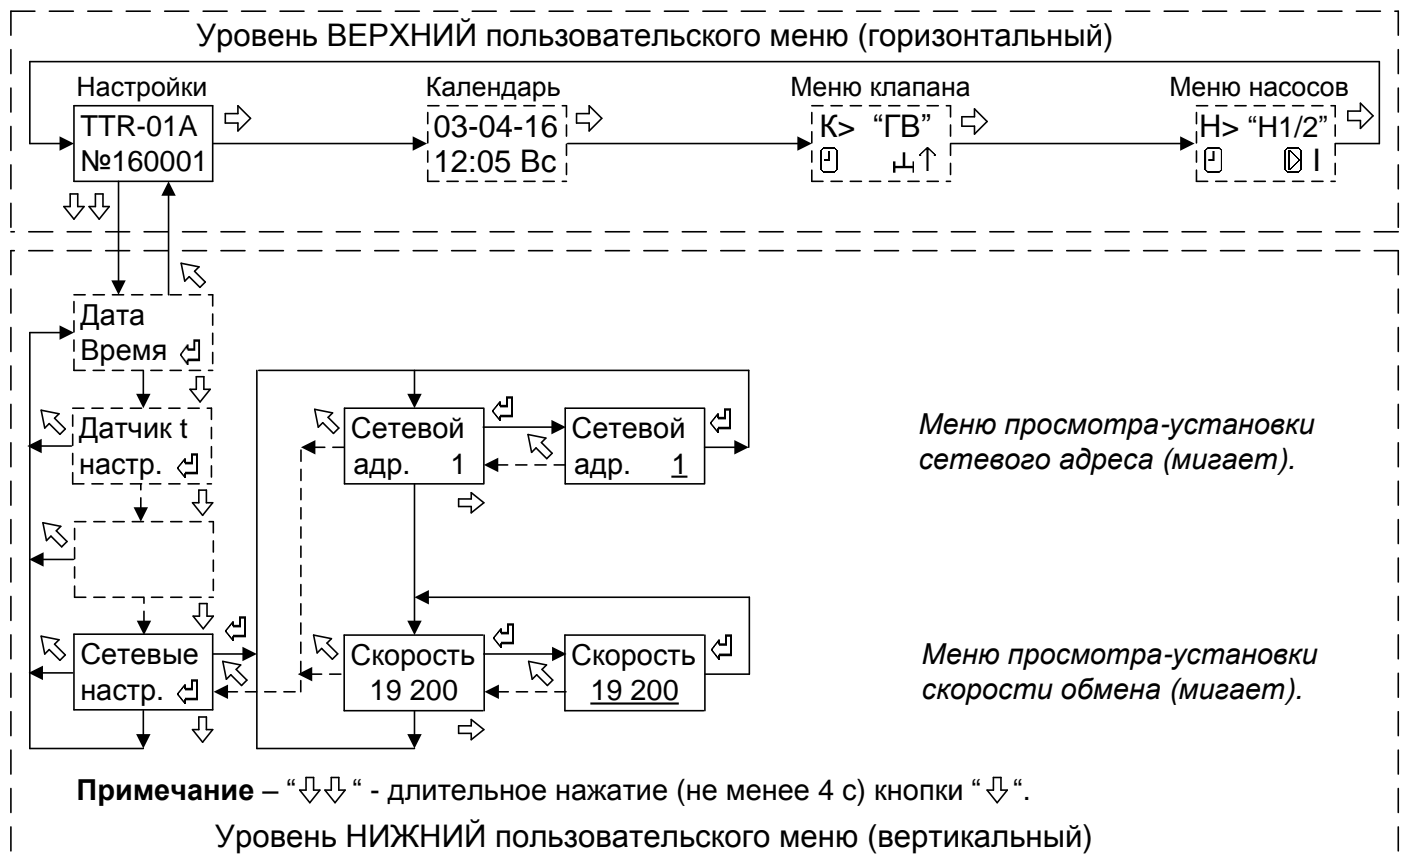 Уровень ВЕРХНИЙ пользовательского меню (горизонтальный)
Настройки
TTR-01A
№160001
Календарь
03-04-16
12:05 Вс
Меню клапана
К> “ГВ”
Меню насосов
Н> “Н1/2”
I
Дата
Время
Датчик t
настр.
Сетевые
настр.
Сетевой
адр. 1
Сетевой
адр. 1
Меню просмотра-установки
сетевого адреса (мигает).
Скорость
19 200
Скорость
19 200
Меню просмотра-установки
скорости обмена (мигает).
Примечание – “⇩⇩“ - длительное нажатие (не менее 4 с) кнопки “⇩“.
Уровень НИЖНИЙ пользовательского меню (вертикальный)